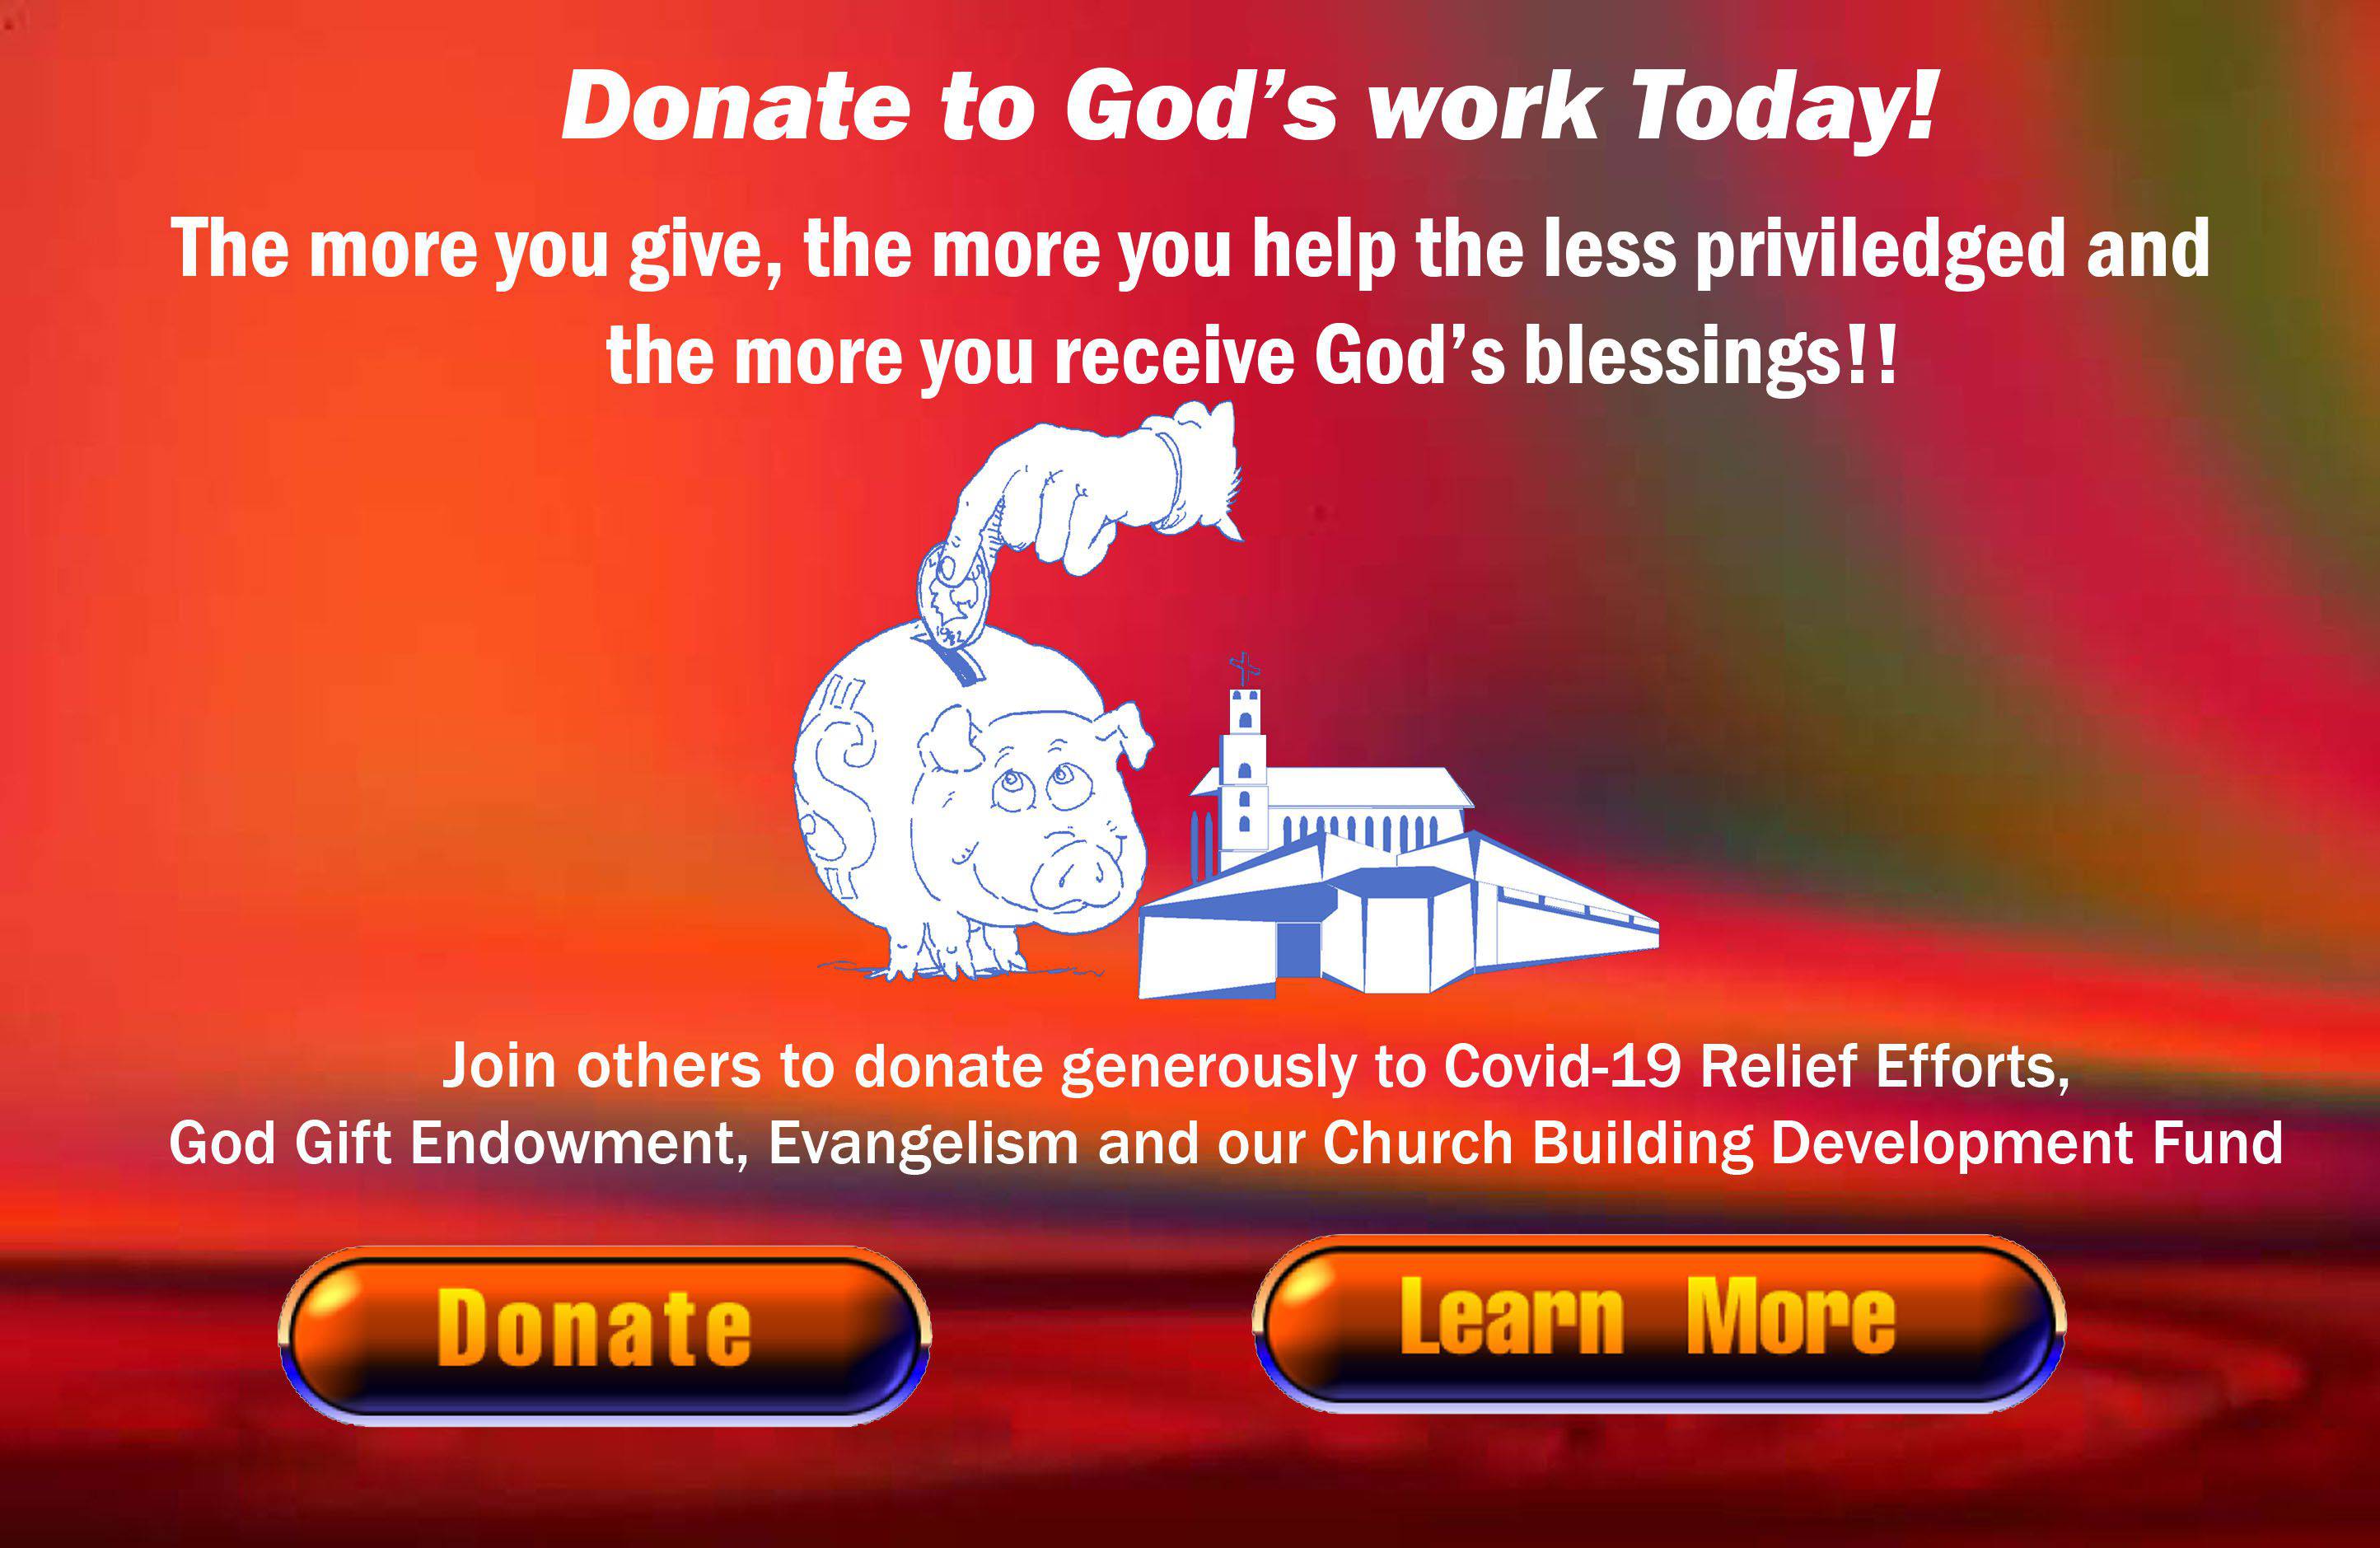 Donate to God’s work Today!
The more you give, the more you help the less priviledged and
the more you receive God’s blessings!!
Join others to donate generously to Covid-19 Relief Efforts,
God Gift Endowment, Evangelism and our Church Building Development Fund
Donate
Learn More